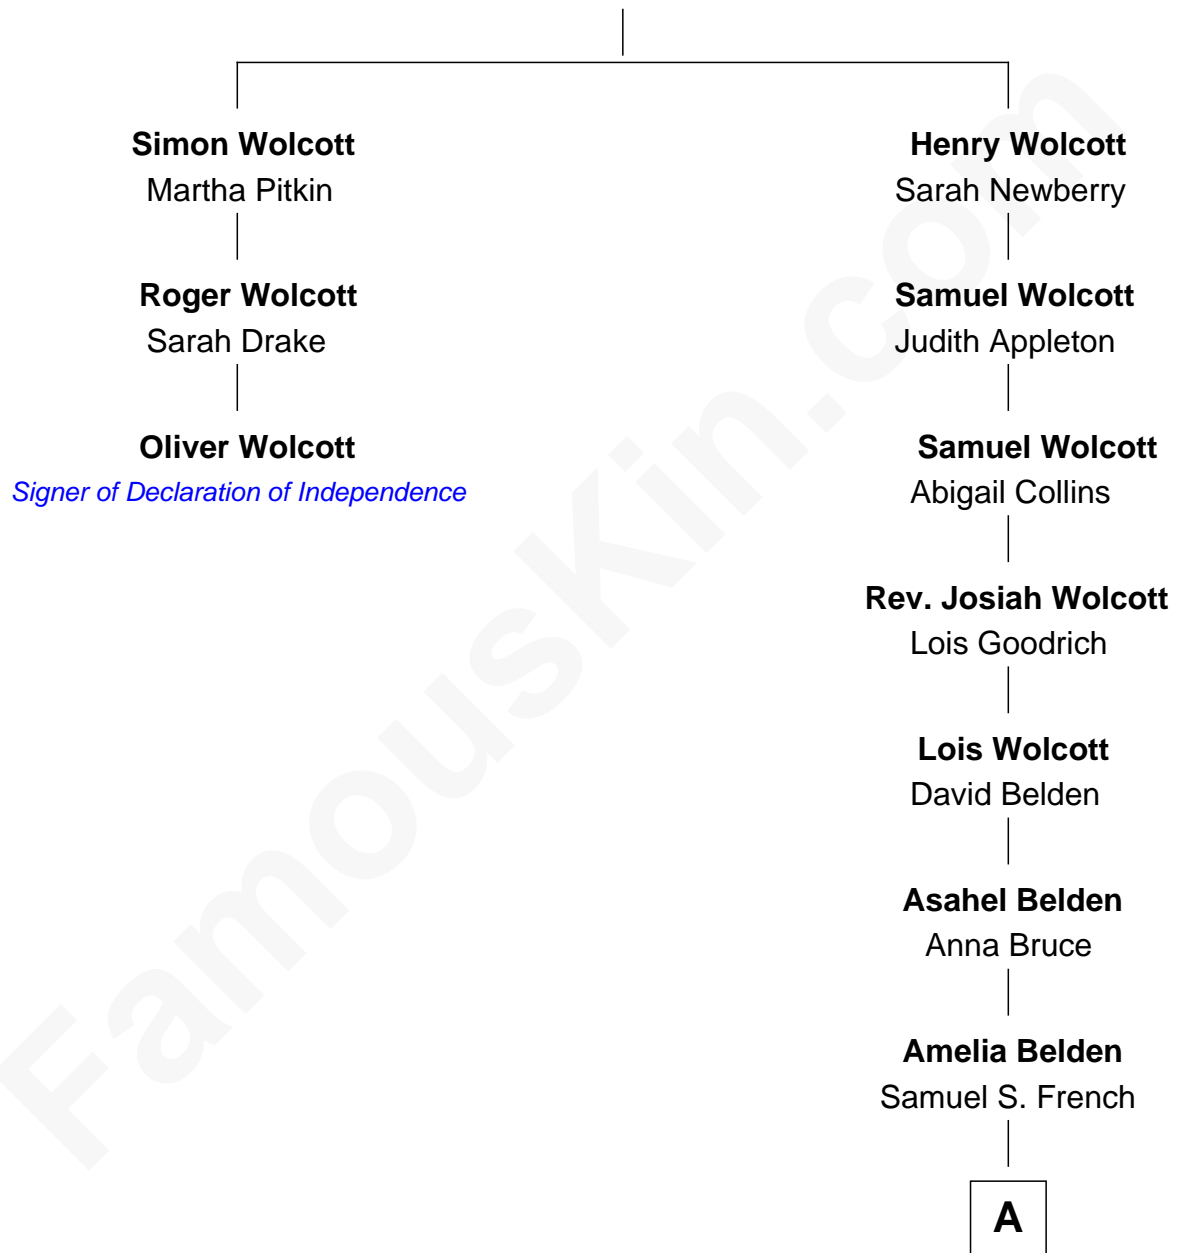 Simon Wolcott
Martha Pitkin
Roger Wolcott
Sarah Drake
Oliver Wolcott
Signer of Declaration of Independence
Henry Wolcott
Sarah Newberry
Samuel Wolcott
Judith Appleton
Samuel Wolcott
Abigail Collins
Rev. Josiah Wolcott
Lois Goodrich
Lois Wolcott
David Belden
Asahel Belden
Anna Bruce
Amelia Belden
Samuel S. French
A
FamousKin.com